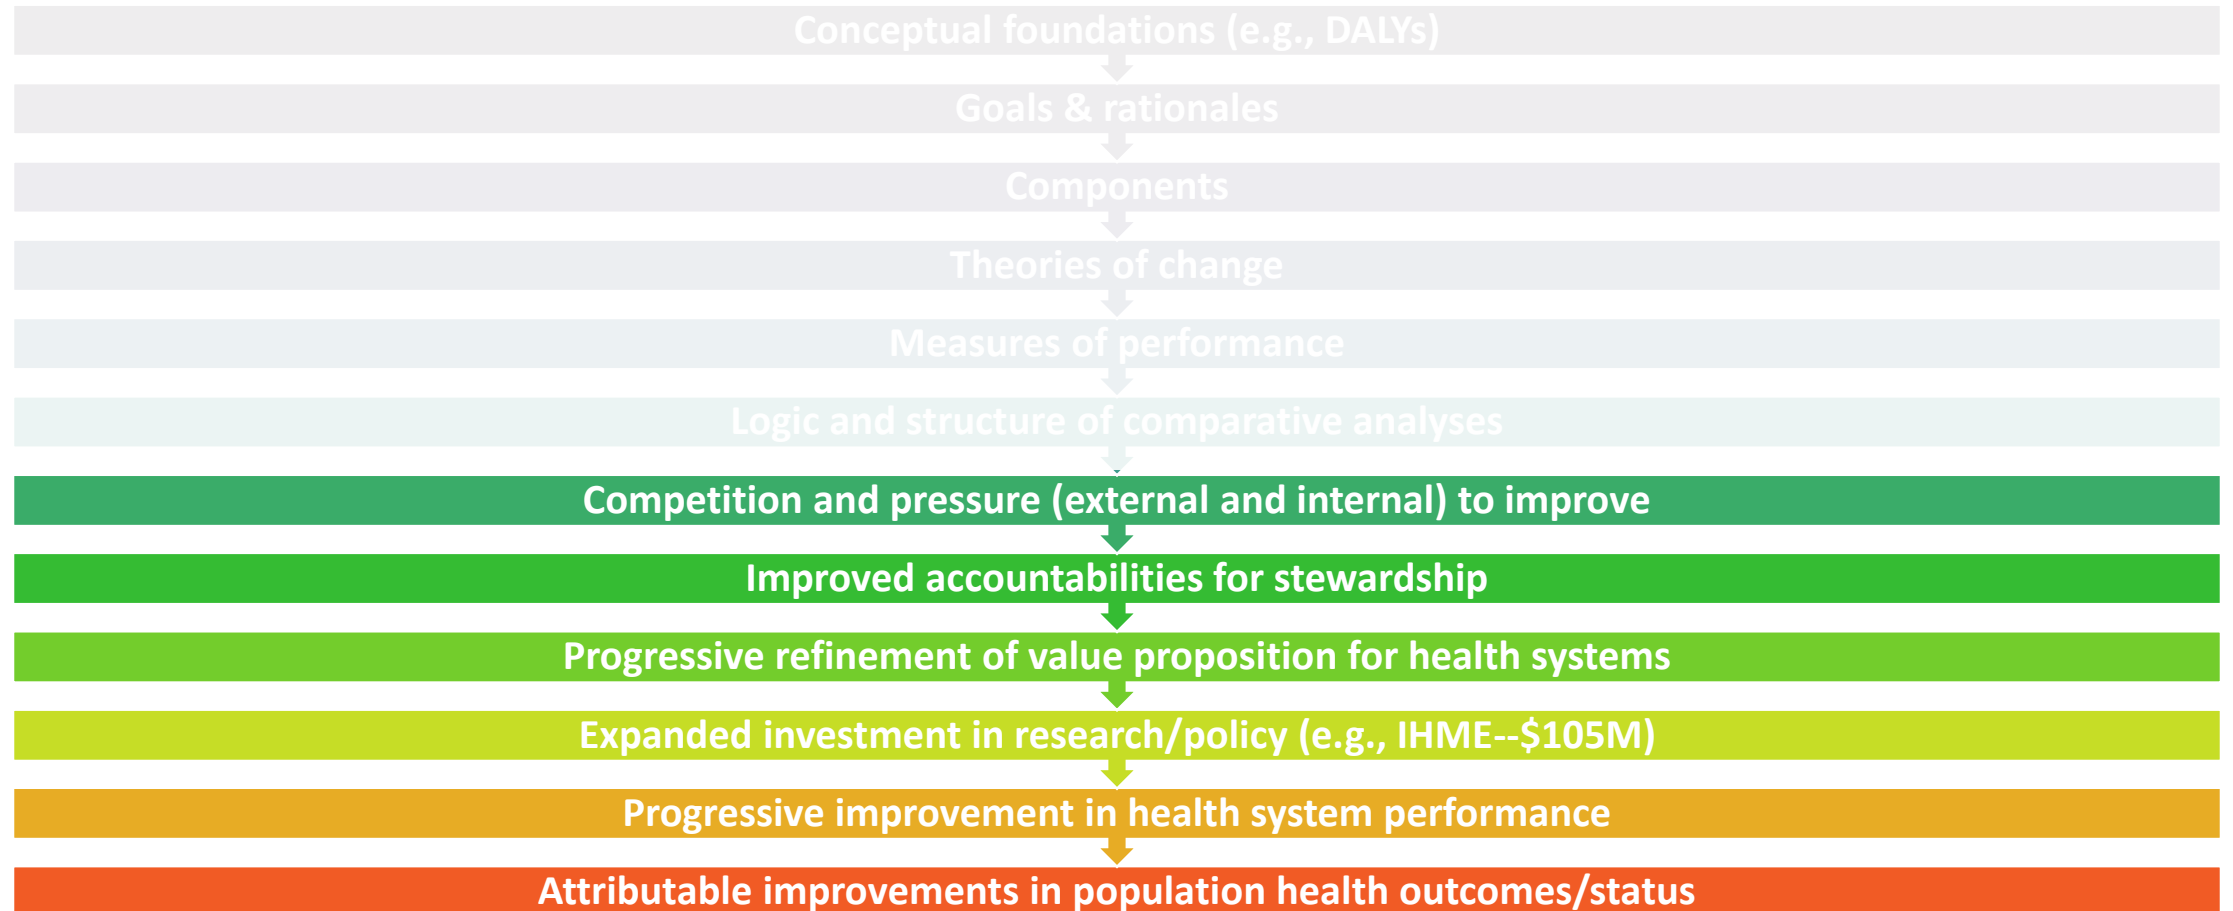 Conceptual foundations (e.g., DALYs)
Goals & rationales
Components
Theories of change
Measures of performance
Logic and structure of comparative analyses
Competition and pressure (external and internal) to improve
Improved accountabilities for stewardship
Progressive refinement of value proposition for health systems
Expanded investment in research/policy (e.g., IHME--$105M)
Progressive improvement in health system performance
Attributable improvements in population health outcomes/status